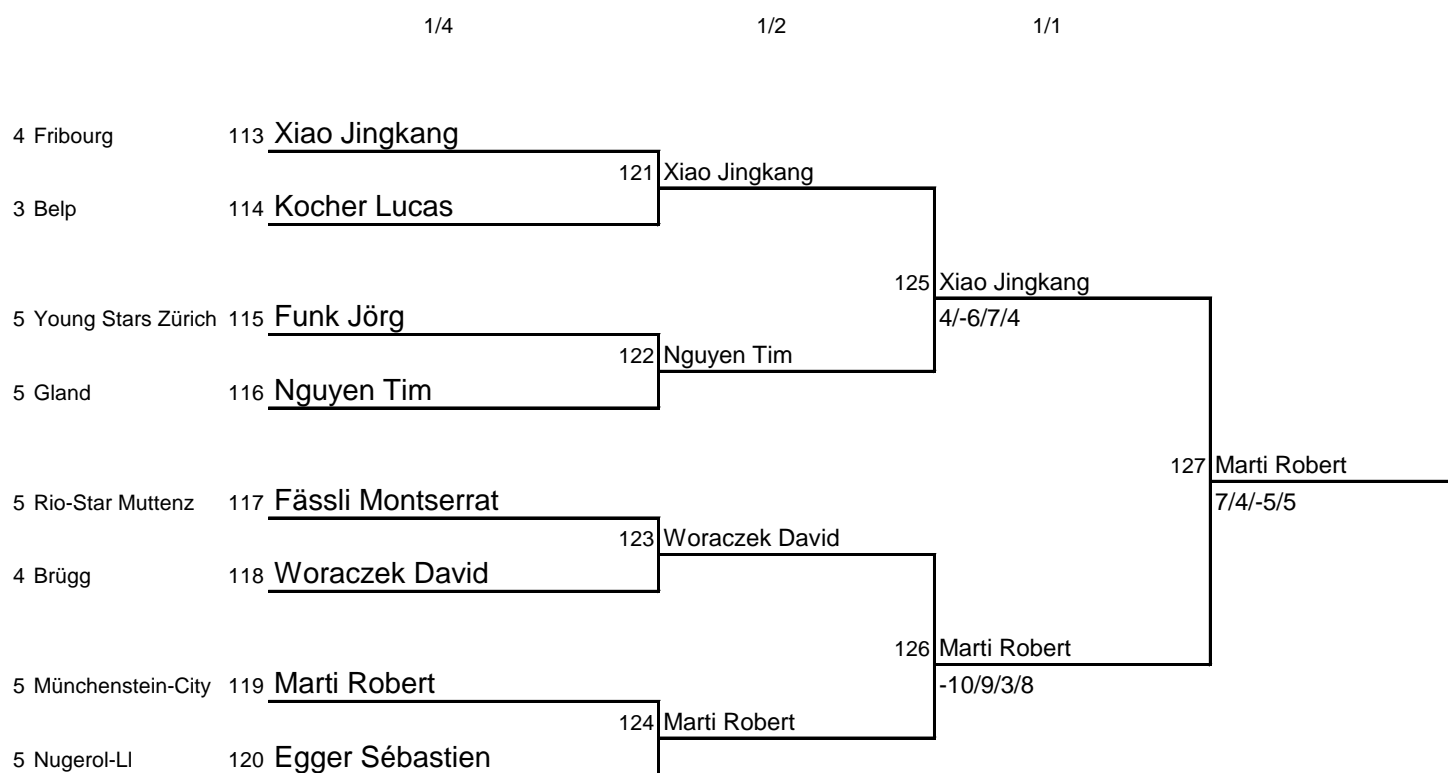 1/4 1/2 1/1
4 Fribourg 113 Xiao Jingkang
121 Xiao Jingkang
3 Belp 114 Kocher Lucas
125 Xiao Jingkang
5 Young Stars Zürich 115 Funk Jörg
4/-6/7/4
122 Nguyen Tim
5 Gland 116 Nguyen Tim
127 Marti Robert
5 Rio-Star Muttenz 117 Fässli Montserrat
7/4/-5/5
123 Woraczek David
4 Brügg 118 Woraczek David
126 Marti Robert
5 Münchenstein-City 119 Marti Robert
-10/9/3/8
124 Marti Robert
5 Nugerol-Ll 120 Egger Sébastien